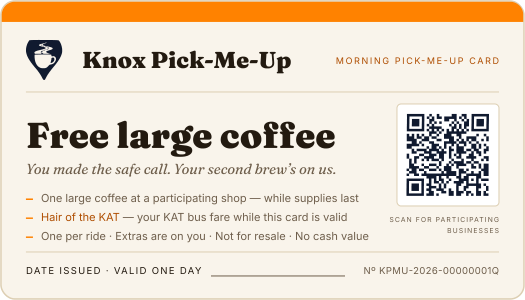 Knox Pick-Me-Up
MORNING PICK-ME-UP CARD
Free large coffee
You made the safe call. Your second brew's on us.
– One large coffee at a participating shop — while supplies last
– Hair of the KAT — your KAT bus fare while this card is valid
– One per ride · Extras are on you · Not for resale · No cash value
SCAN FOR PARTICIPATING
BUSINESSES
DATE ISSUED · VALID ONE DAY
Nº KPMU-2026-00000001Q